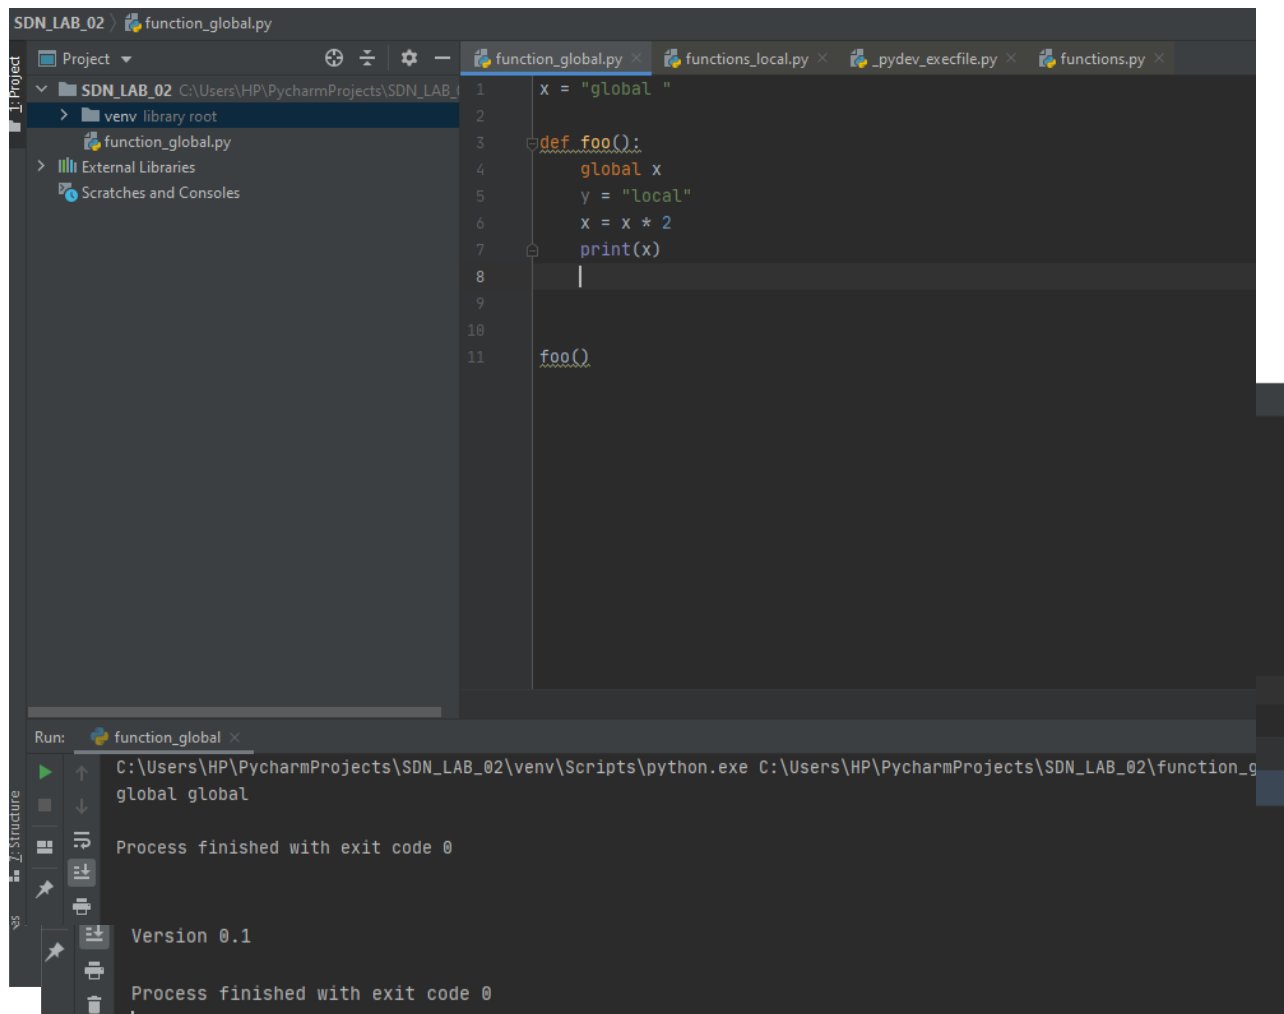 SDN_LAB_02 function_global.py
1: Project
Project
function_global.py functions_local.py _pydev_execfile.py functions.py
SDN_LAB_02 C:\Users\HP\PycharmProjects\SDN_LAB_
venv library root
function_global.py
External Libraries
Scratches and Consoles
1 x = "global "
2
3 def foo():
4 global x
5 y = "local"
6 x = x * 2
7 print(x)
8
9
10
11 foo()
Run: function_global
C:\Users\HP\PycharmProjects\SDN_LAB_02\venv\Scripts\python.exe C:\Users\HP\PycharmProjects\SDN_LAB_02\function_g
global global
Process finished with exit code 0
7: Structure
Version 0.1
Process finished with exit code 0